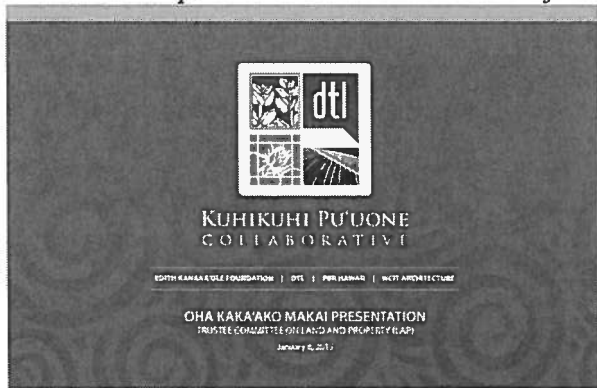 dtl
KUHIKUHI PU'UONE
COLLABORATIVE
EDITH KANAKA'OLE FOUNDATION | DTL | PBR HAWAII | WCIT ARCHITECTURE
OHA KAKA'AKO MAKAI PRESENTATION
TRUSTEE COMMITTEE ON LAND AND PROPERTY (LAP)
January